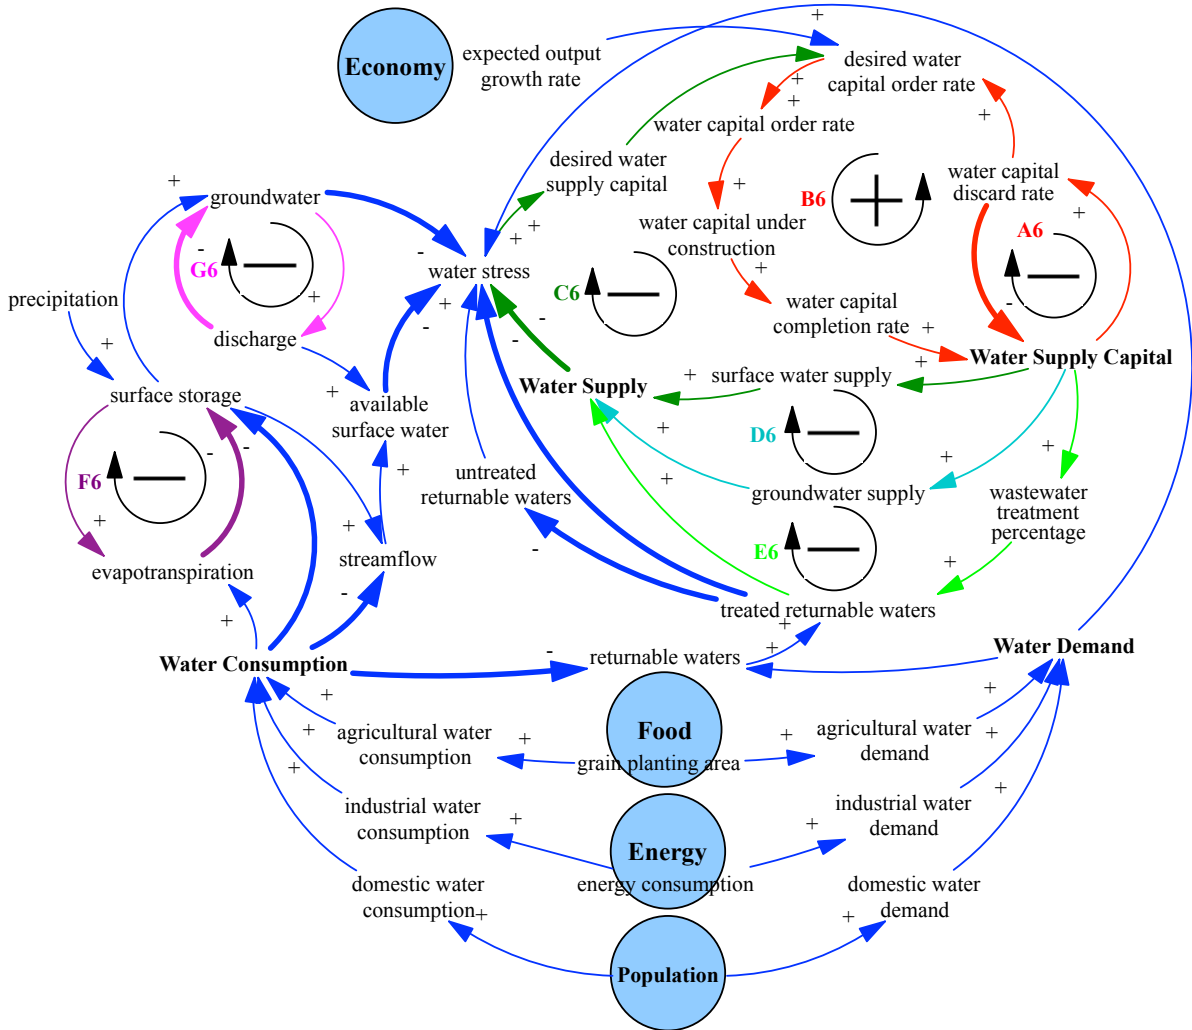 +
Economy
expected output
growth rate
desired water
capital order rate
+
+
water capital order rate
+
desired water
supply capital
water capital
discard rate
+
+
groundwater
B6
+
+
water capital under
construction
A6
+
+
+
-
G6
-
water stress
C6
-
+
precipitation
+
+
-
water capital
completion rate
-
+
discharge
-
-
+
Water Supply Capital
+
surface storage
+
available
surface water
Water Supply
+
surface water supply
-
-
D6
+
+
F6
+
untreated
returnable waters
+
groundwater supply
+
wastewater
treatment
percentage
+
+
streamflow
-
E6
+
evapotranspiration
-
treated returnable waters
+
+
+
Water Consumption
-
returnable waters
Water Demand
+
+
+
agricultural water
consumption
+
Food
grain planting area
+
agricultural water
demand
+
+
industrial water
consumption
+
Energy
energy consumption
+
industrial water
demand
+
domestic water
consumption
+
Population
+
domestic water
demand